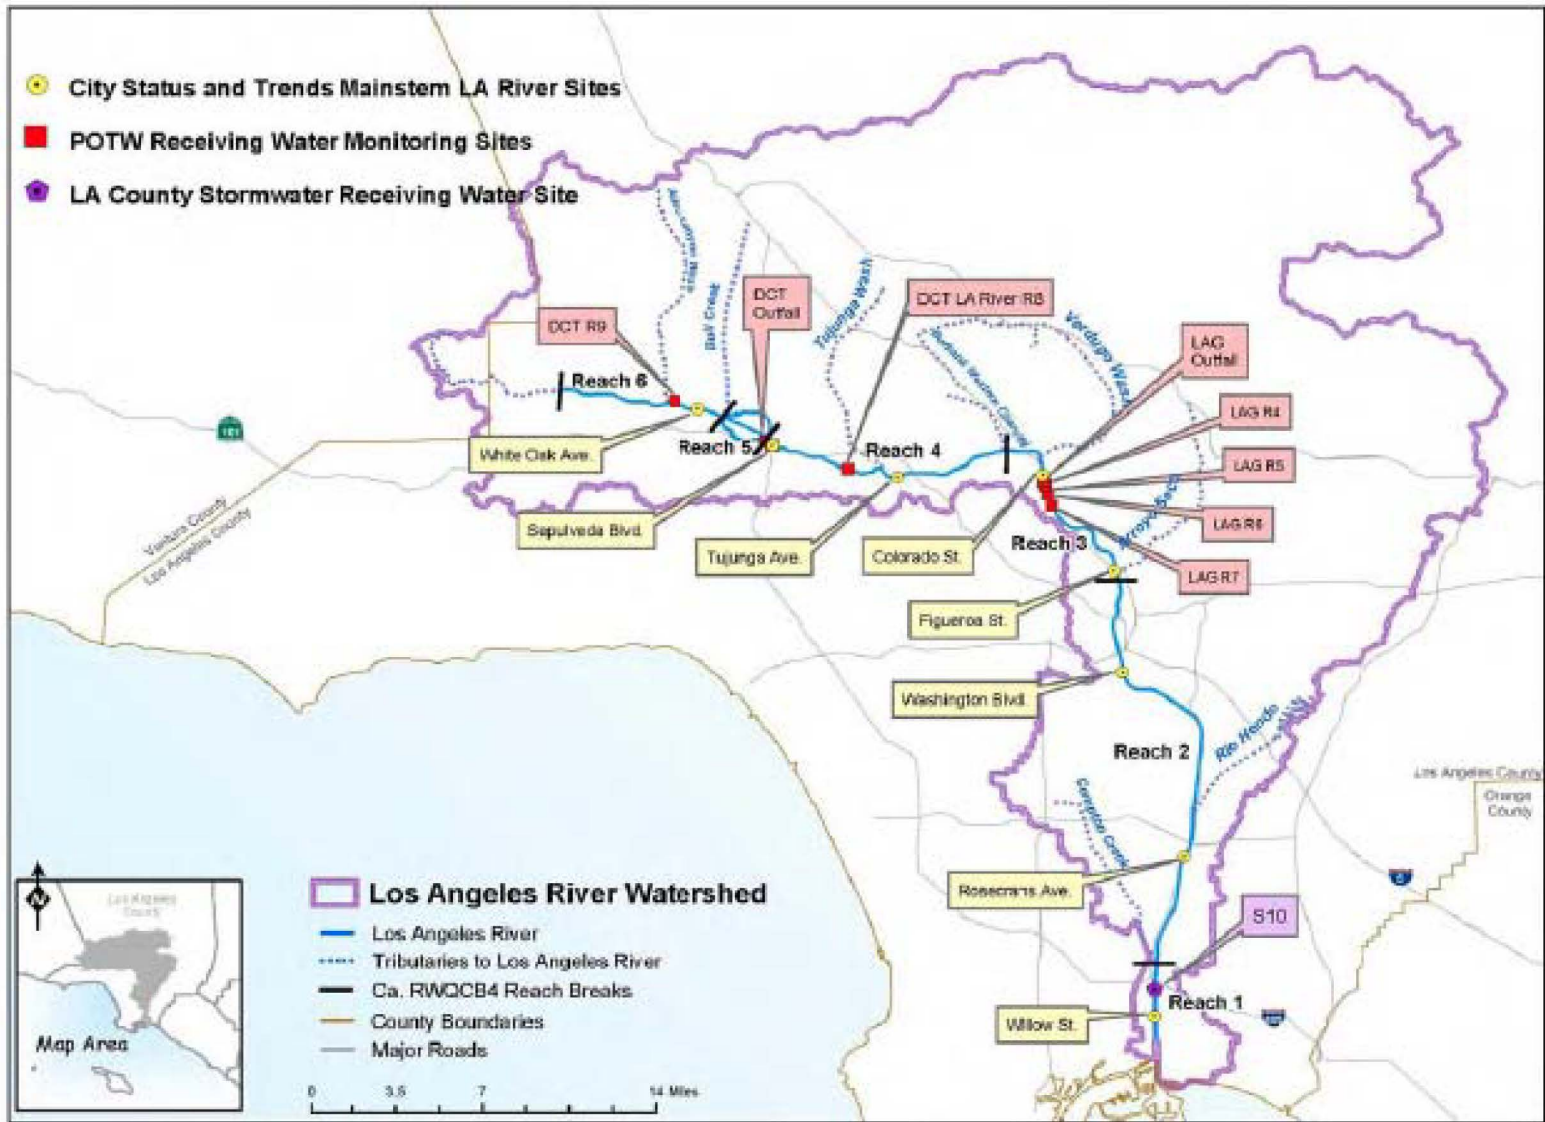 City Status and Trends Mainstem LA River Sites
POTW Receiving Water Monitoring Sites
LA County Stormwater Receiving Water Site
Bull Creek
DCT
Outfall
Tujunga Wash
DCT LA River R8
Verdugo Wash
LAG
Outfall
DCT R9
Reach 6
LAG R4
101
White Oak Ave.
Reach 5
Reach 4
LAG R5
Sepulveda Blvd.
Tujunga Ave.
Colorado St.
Reach 3
Arroyo Seco
LAG R6
LAG R7
Ventura County
Los Angeles County
Figueroa St.
Washington Blvd.
Reach 2
Rio Hondo
Compton Creek
Los Angeles County
Orange
County
Rosecrans Ave.
S10
Reach 1
Willow St.
N
Los Angeles
County
Map Area
Los Angeles River Watershed
Los Angeles River
Tributaries to Los Angeles River
Ca. RWQCB4 Reach Breaks
County Boundaries
Major Roads
0 3.5 7 14 Miles